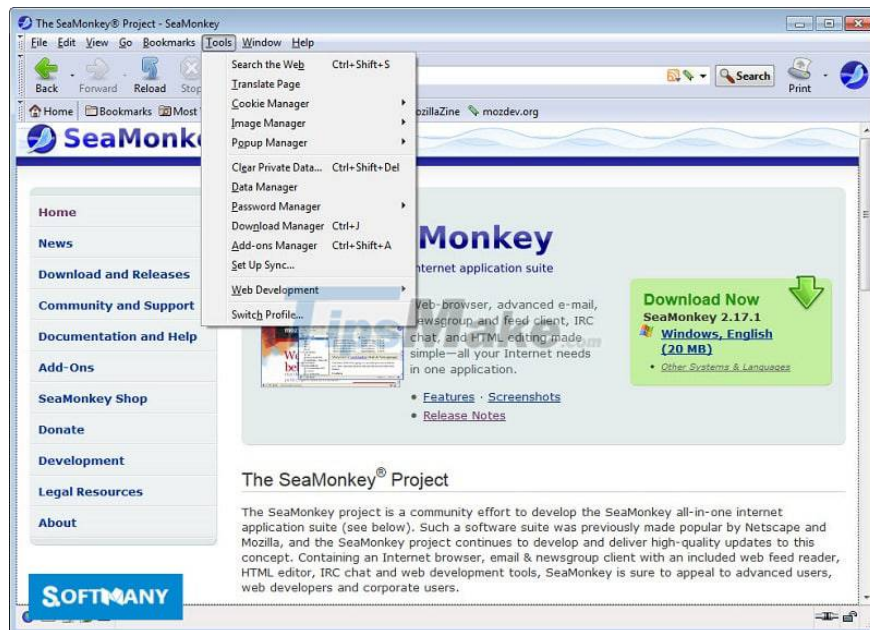 The SeaMonkey® Project - SeaMonkey
File Edit View Go Bookmarks Tools Window Help
Back Forward Reload Stop
Search Print
Home Bookmarks Most
ozillaZine mozdev.org
Search the Web Ctrl+Shift+S
Translate Page
Cookie Manager
Image Manager
Popup Manager
Clear Private Data... Ctrl+Shift+Del
Data Manager
Password Manager
Download Manager Ctrl+J
Add-ons Manager Ctrl+Shift+A
Set Up Sync...
Web Development
Switch Profile...
SeaMonk
Home
News
Download and Releases
Community and Support
Documentation and Help
Add-Ons
SeaMonkey Shop
Donate
Development
Legal Resources
About
Monkey
nternet application suite
Web-browser, advanced e-mail,
newsgroup and feed client, IRC
chat, and HTML editing made
simple—all your Internet needs
in one application.
• Features · Screenshots
• Release Notes
Download Now
SeaMonkey 2.17.1
Windows, English
(20 MB)
• Other Systems & Languages
TipsMake.com
The SeaMonkey® Project
The SeaMonkey project is a community effort to develop the SeaMonkey all-in-one internet
application suite (see below). Such a software suite was previously made popular by Netscape and
Mozilla, and the SeaMonkey project continues to develop and deliver high-quality updates to this
concept. Containing an Internet browser, email & newsgroup client with an included web feed reader,
HTML editor, IRC chat and web development tools, SeaMonkey is sure to appeal to advanced users,
web developers and corporate users.
SOFTMANY